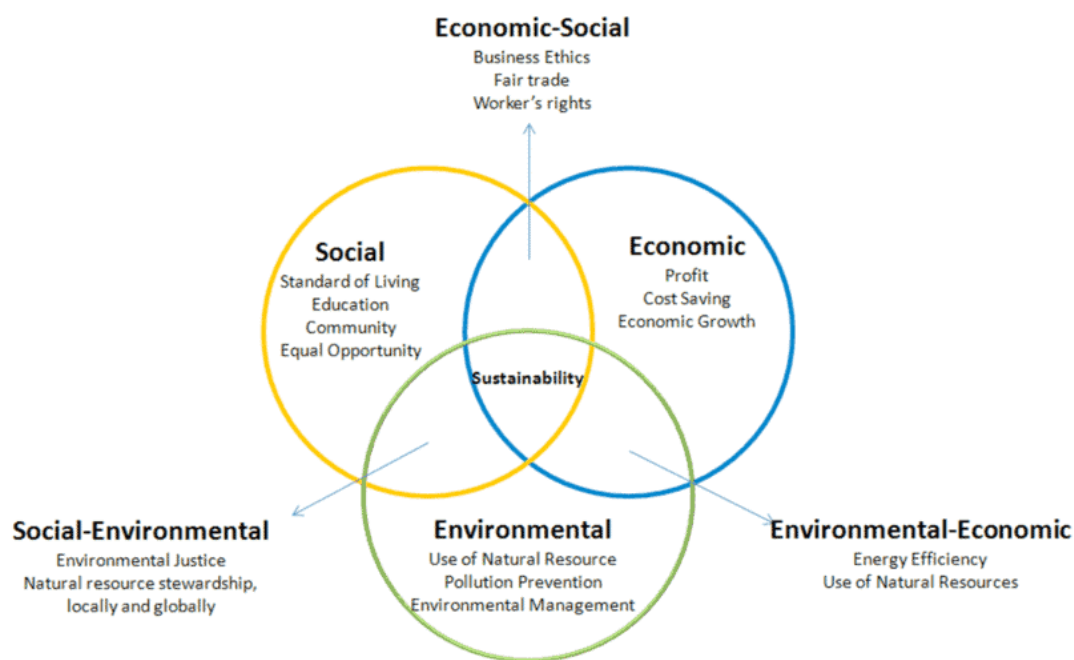 Economic-Social
Business Ethics
Fair trade
Worker's rights
Social
Standard of Living
Education
Community
Equal Opportunity
Economic
Profit
Cost Saving
Economic Growth
Sustainability
Social-Environmental
Environmental Justice
Natural resource stewardship,
locally and globally
Environmental
Use of Natural Resource
Pollution Prevention
Environmental Management
Environmental-Economic
Energy Efficiency
Use of Natural Resources